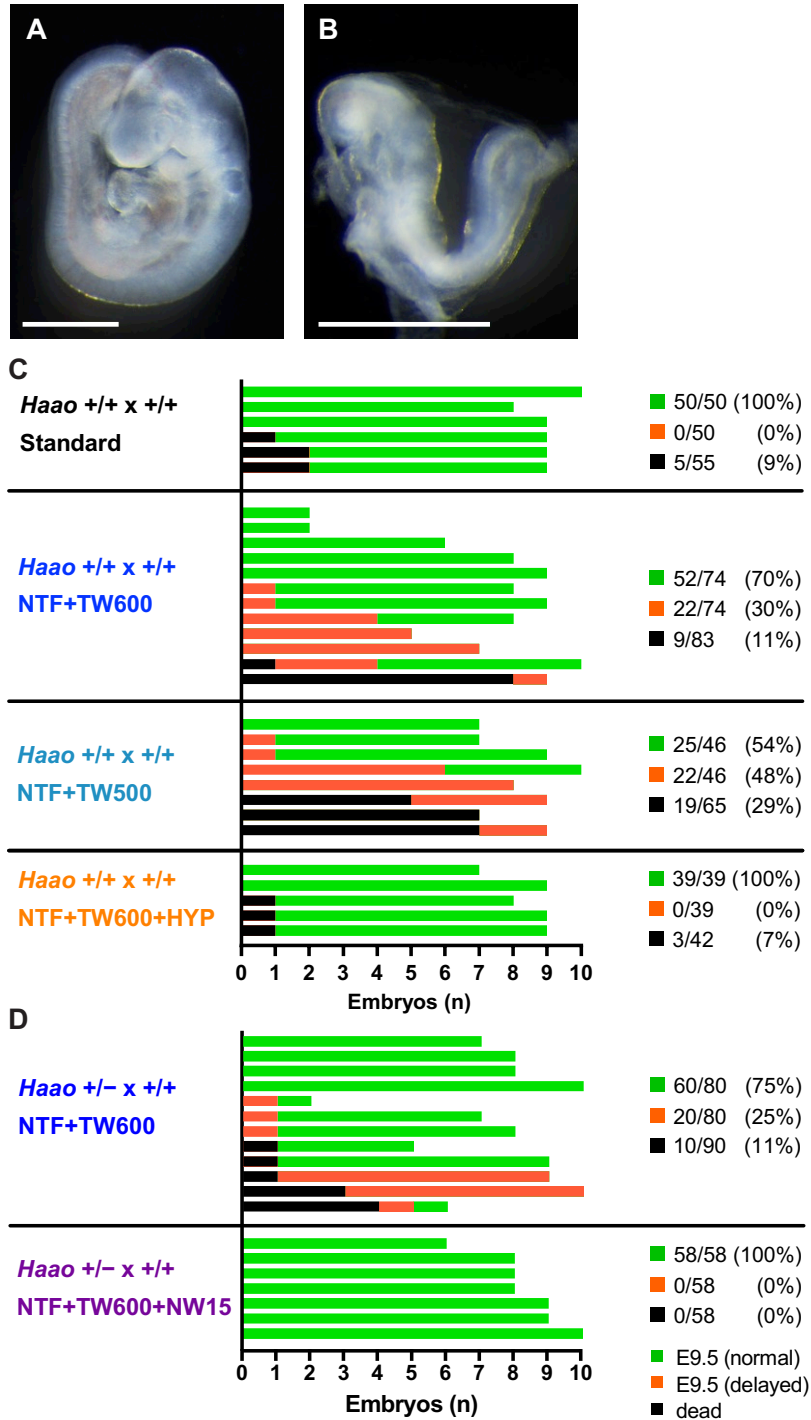 A
B
C
Haao +/+ x +/+
Standard
50/50 (100%)
0/50 (0%)
5/55 (9%)
Haao +/+ x +/+
NTF+TW600
52/74 (70%)
22/74 (30%)
9/83 (11%)
Haao +/+ x +/+
NTF+TW500
25/46 (54%)
22/46 (48%)
19/65 (29%)
Haao +/+ x +/+
NTF+TW600+HYP
39/39 (100%)
0/39 (0%)
3/42 (7%)
0 1 2 3 4 5 6 7 8 9 10
Embryos (n)
D
Haao +/− x +/+
NTF+TW600
60/80 (75%)
20/80 (25%)
10/90 (11%)
Haao +/− x +/+
NTF+TW600+NW15
58/58 (100%)
0/58 (0%)
0/58 (0%)
0 1 2 3 4 5 6 7 8 9 10
Embryos (n)
E9.5 (normal)
E9.5 (delayed)
dead